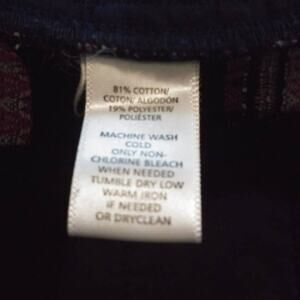 81% COTTON/
COTON/ALGODÓN
19% POLYESTER/
POLIÉSTER
MACHINE WASH
COLD
ONLY NON-
CHLORINE BLEACH
WHEN NEEDED
TUMBLE DRY LOW
WARM IRON
IF NEEDED
OR DRYCLEAN